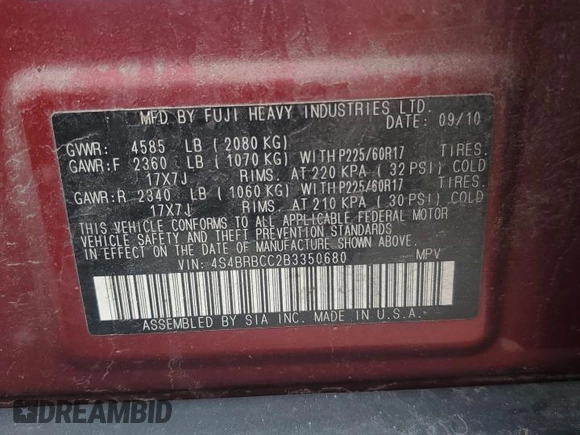 MFD BY FUJI HEAVY INDUSTRIES LTD.
DATE: 09/10
GVWR: 4585 LB (2080 KG)
GAWR:F 2360 LB (1070 KG) WITH P225/60R17 TIRES.
17X7J RIMS. AT 220 KPA (32 PSI) COLD
GAWR:R 2340 LB (1060 KG) WITH P225/60R17 TIRES.
17X7J RIMS. AT 210 KPA (30 PSI) COLD
THIS VEHICLE CONFORMS TO ALL APPLICABLE FEDERAL MOTOR
VEHICLE SAFETY AND THEFT PREVENTION STANDARDS
IN EFFECT ON THE DATE OF MANUFACTURE SHOWN ABOVE.
VIN: 4S4BRBCC2B3350680 MPV
ASSEMBLED BY SIA INC. MADE IN U.S.A.
DREAMBID